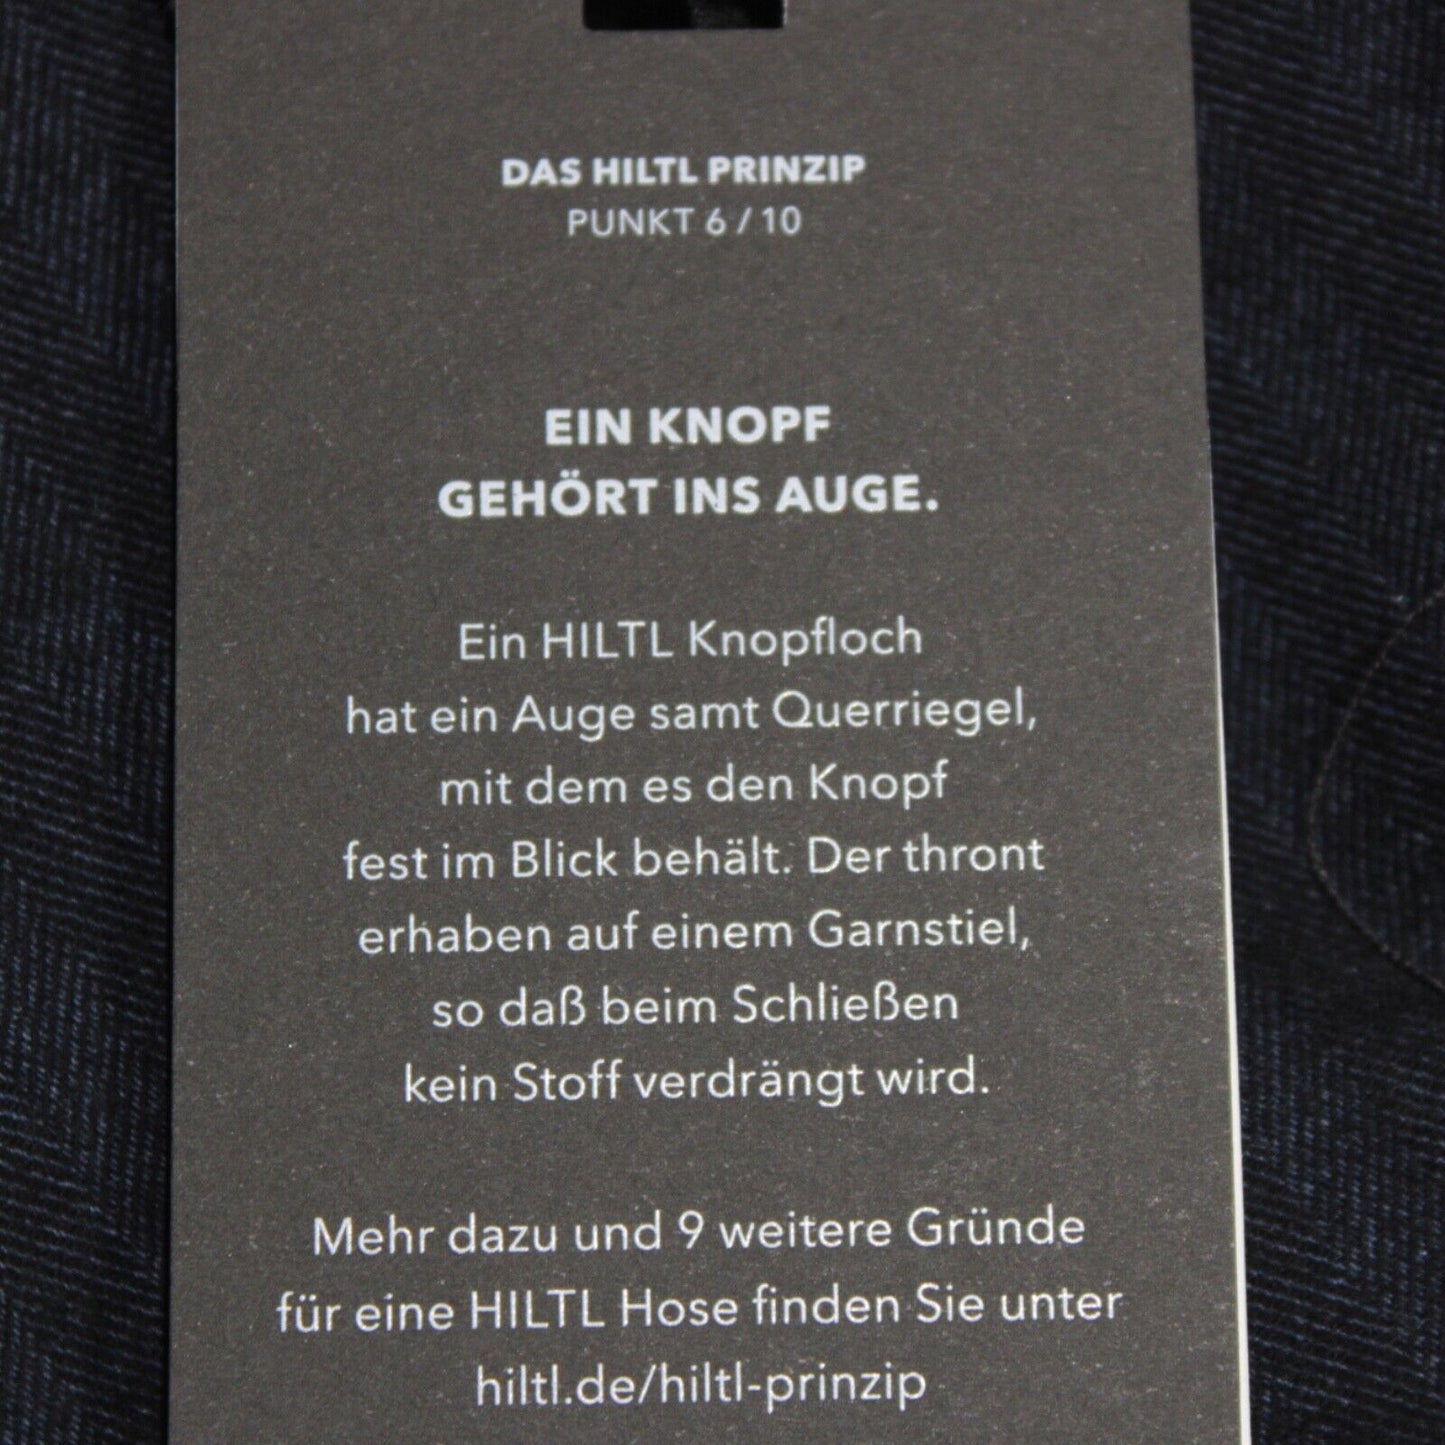 DAS HILTL PRINZIP
PUNKT 6 / 10
EIN KNOPF
GEHÖRT INS AUGE.
Ein HILTL Knopfloch
hat ein Auge samt Querriegel,
mit dem es den Knopf
fest im Blick behält. Der thront
erhaben auf einem Garnstiel,
so daß beim Schließen
kein Stoff verdrängt wird.
Mehr dazu und 9 weitere Gründe
für eine HILTL Hose finden Sie unter
hiltl.de/hiltl-prinzip